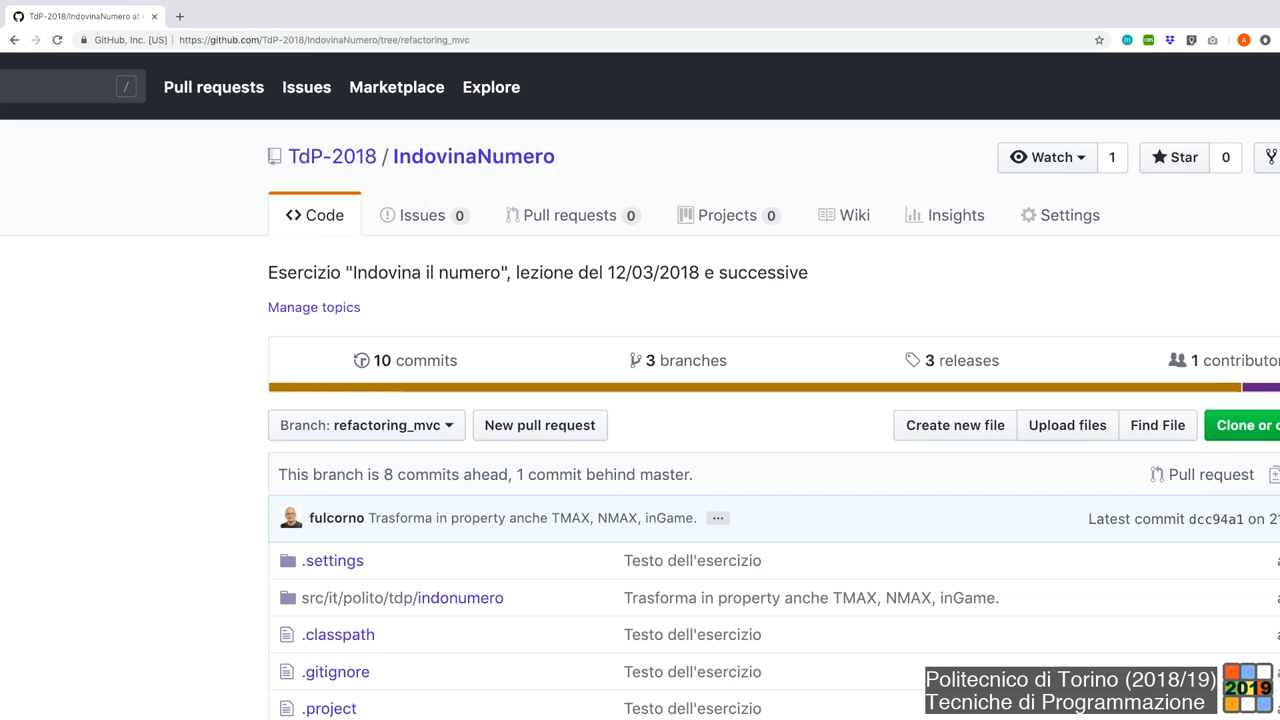 TdP-2018/IndovinaNumero at
GitHub, Inc. [US] | https://github.com/TdP-2018/IndovinaNumero/tree/refactoring_mvc
/ Pull requests Issues Marketplace Explore
TdP-2018 / IndovinaNumero
Watch 1 Star 0
Code Issues 0 Pull requests 0 Projects 0 Wiki Insights Settings
Esercizio "Indovina il numero", lezione del 12/03/2018 e successive
Manage topics
10 commits 3 branches 3 releases 1 contributo
Branch: refactoring_mvc New pull request Create new file Upload files Find File Clone or
This branch is 8 commits ahead, 1 commit behind master. Pull request
fulcorno Trasforma in property anche TMAX, NMAX, inGame. ... Latest commit dcc94a1 on 2
.settings Testo dell'esercizio
src/it/polito/tdp/indonumero Trasforma in property anche TMAX, NMAX, inGame.
.classpath Testo dell'esercizio
.gitignore Testo dell'esercizio
.project Testo dell'esercizio
Politecnico di Torino (2018/19)
Tecniche di Programmazione
2019